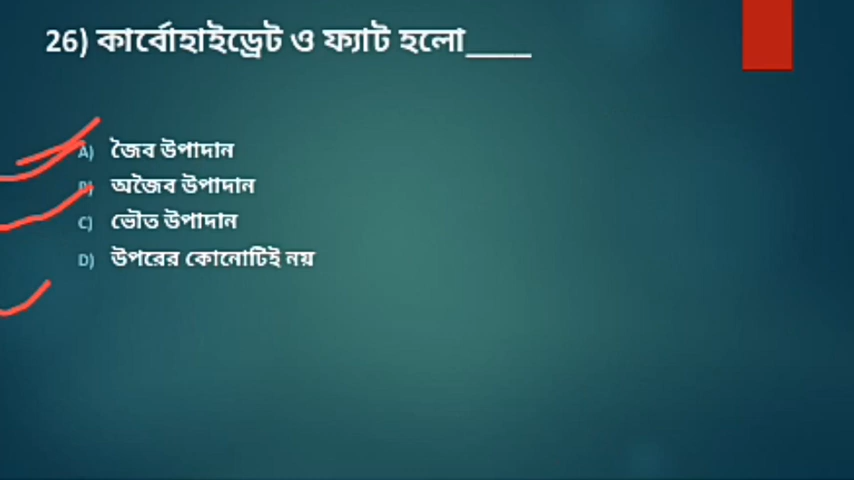 26) কার্বোহাইড্রেট ও ফ্যাট হলো____
A) জৈব উপাদান
B) অজৈব উপাদান
C) ভৌত উপাদান
D) উপরের কোনোটিই নয়